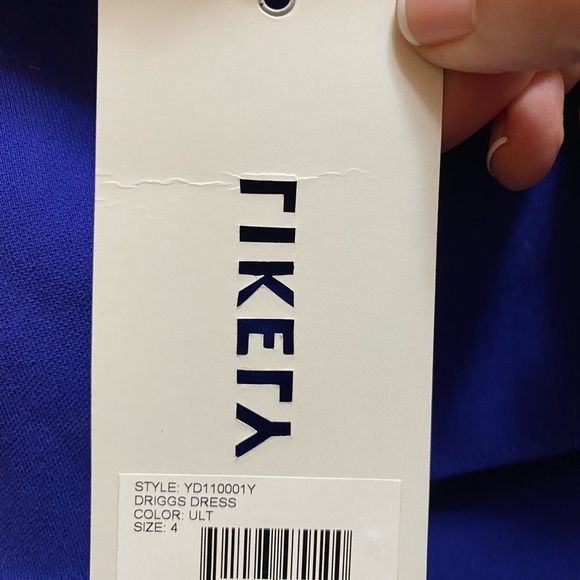 LIKELY
STYLE: YD110001Y
DRIGGS DRESS
COLOR: ULT
SIZE: 4